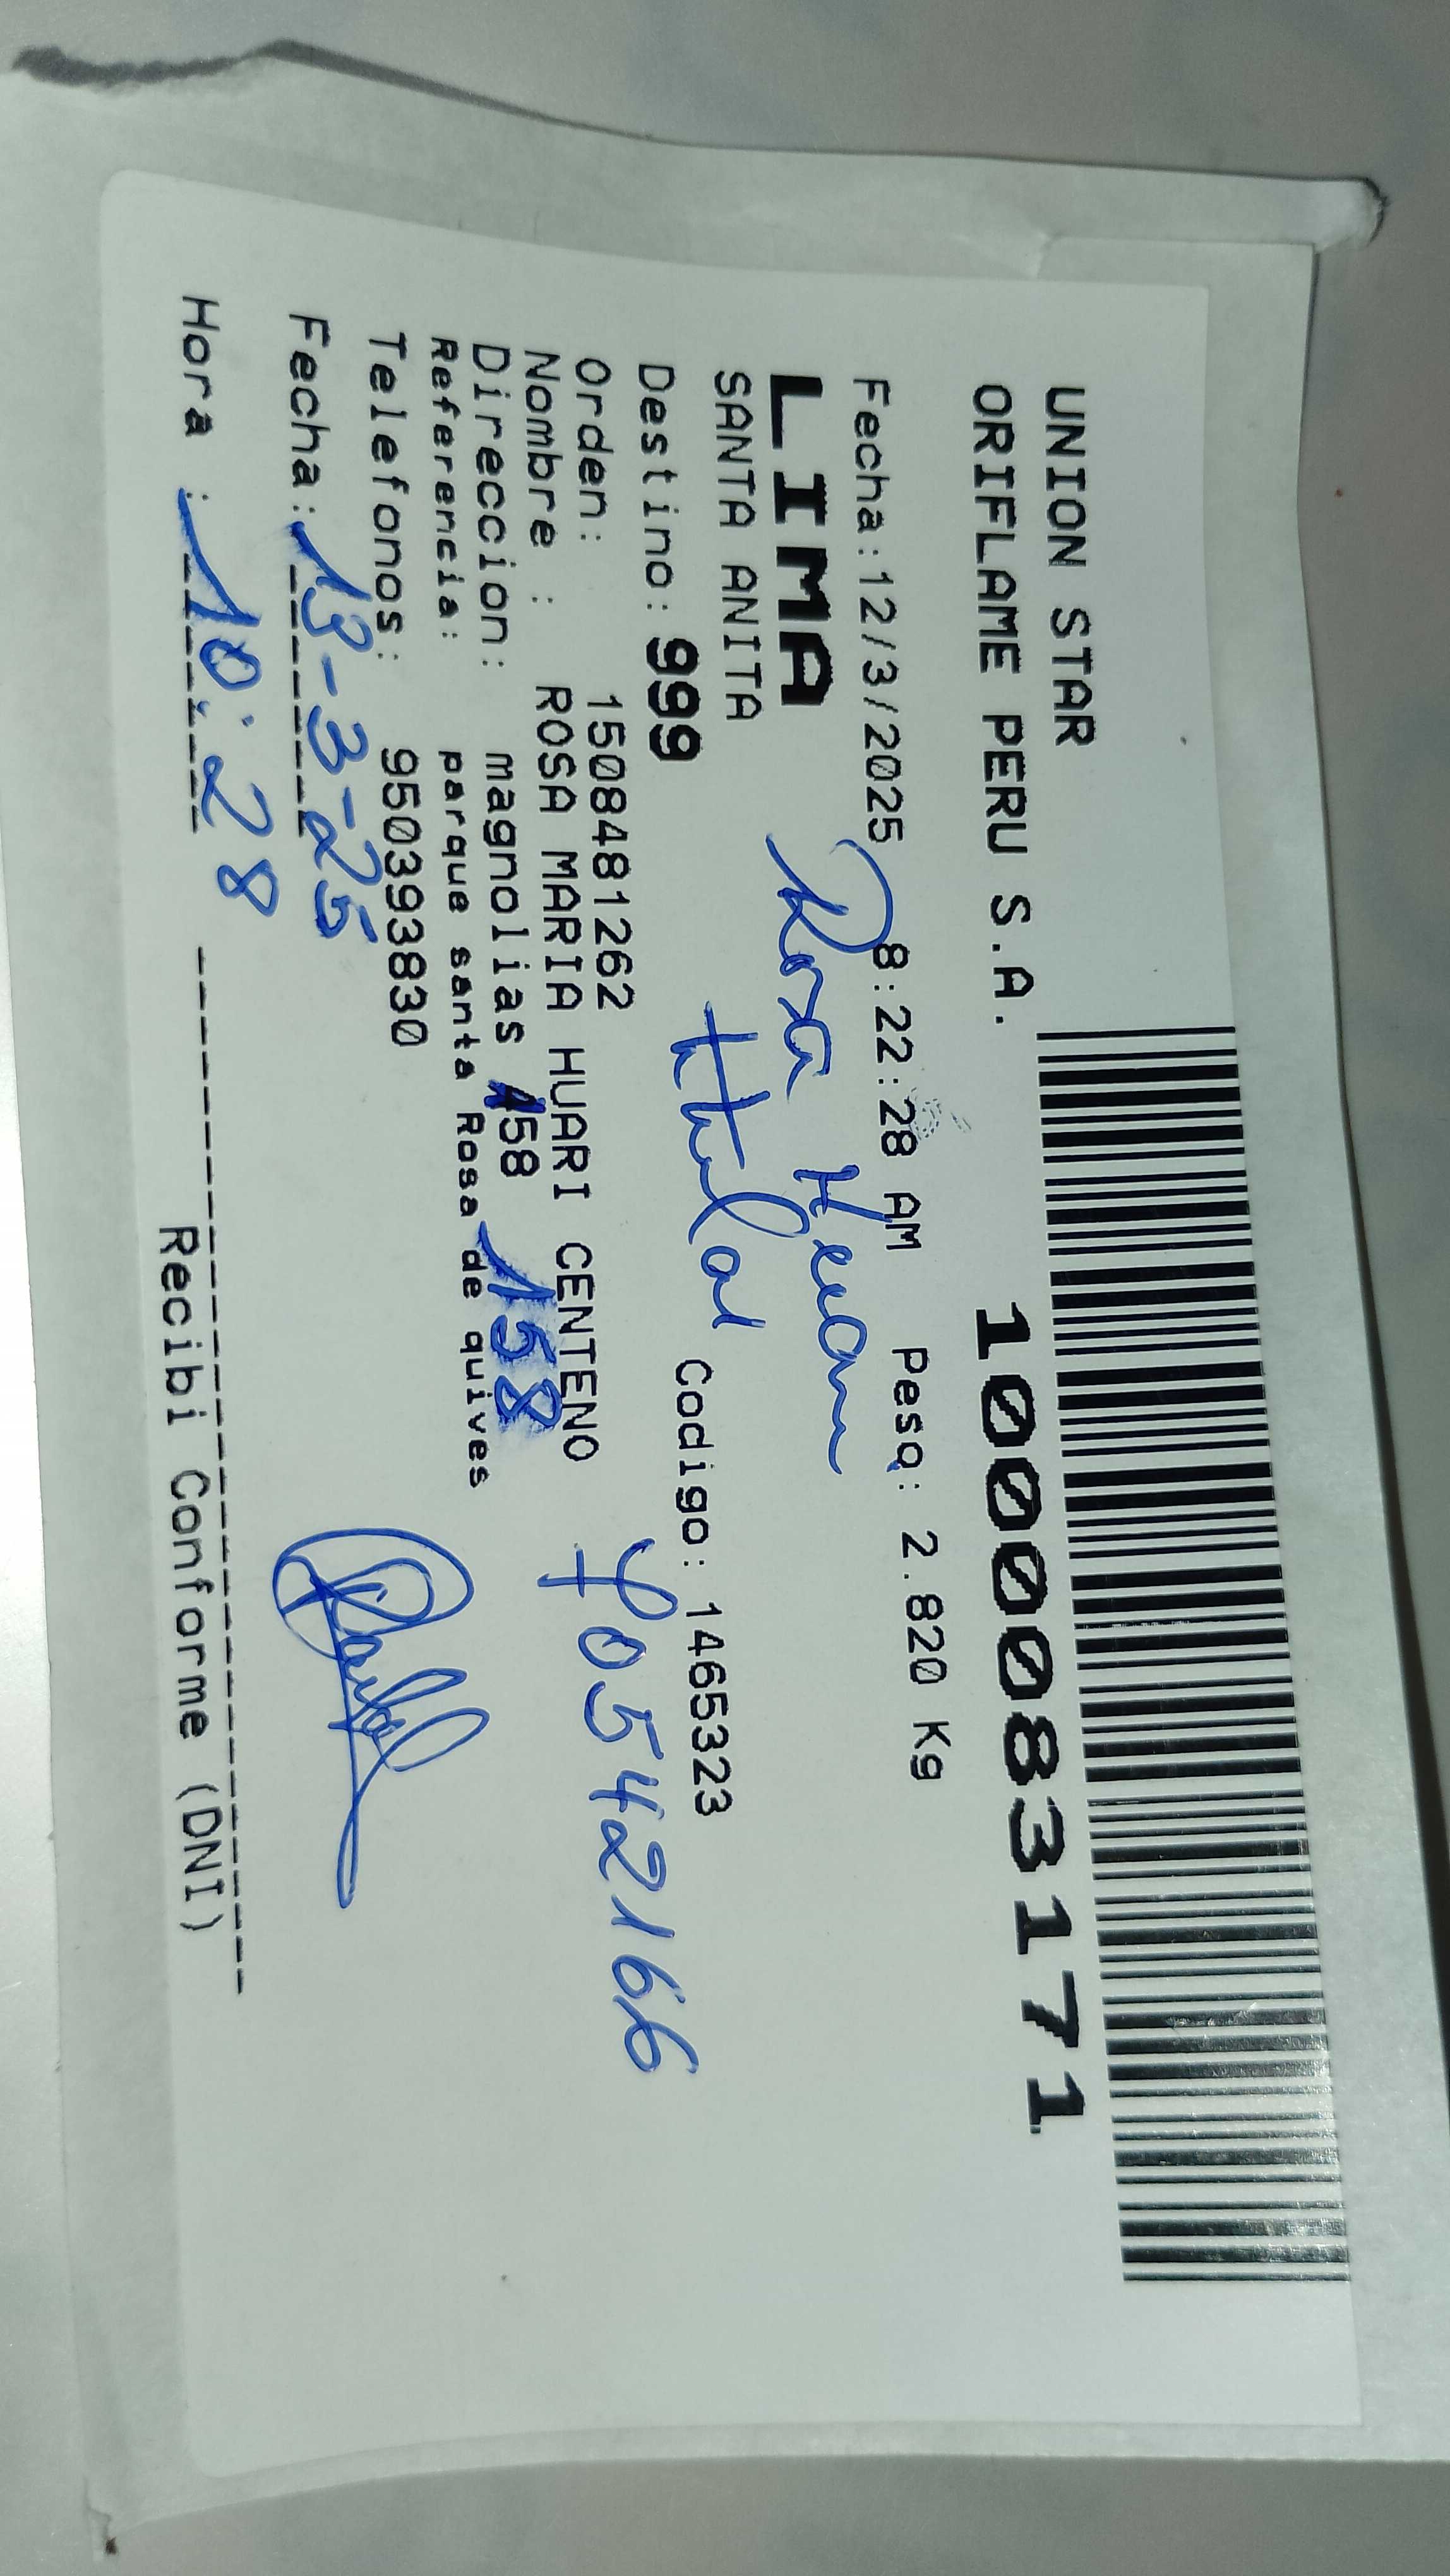 UNION STAR
ORIFLAME PERU S.A.
1000083171
Fecha:12/3/2025 8:22:28 AM Peso: 2.820 Kg
LIMA
Rosa
SANTA ANITA
titular
Destino: 999 Codigo: 1465323
Orden: 1508481262
70542166
Nombre : ROSA MARIA HUARI CENTENO
Direccion: magnolias 158 158
Referencia: parque santa Rosa de quives
Telefonos: 950393830
Fecha: 13-3-25
Hora : 10:28
Recibi Conforme (DNI)